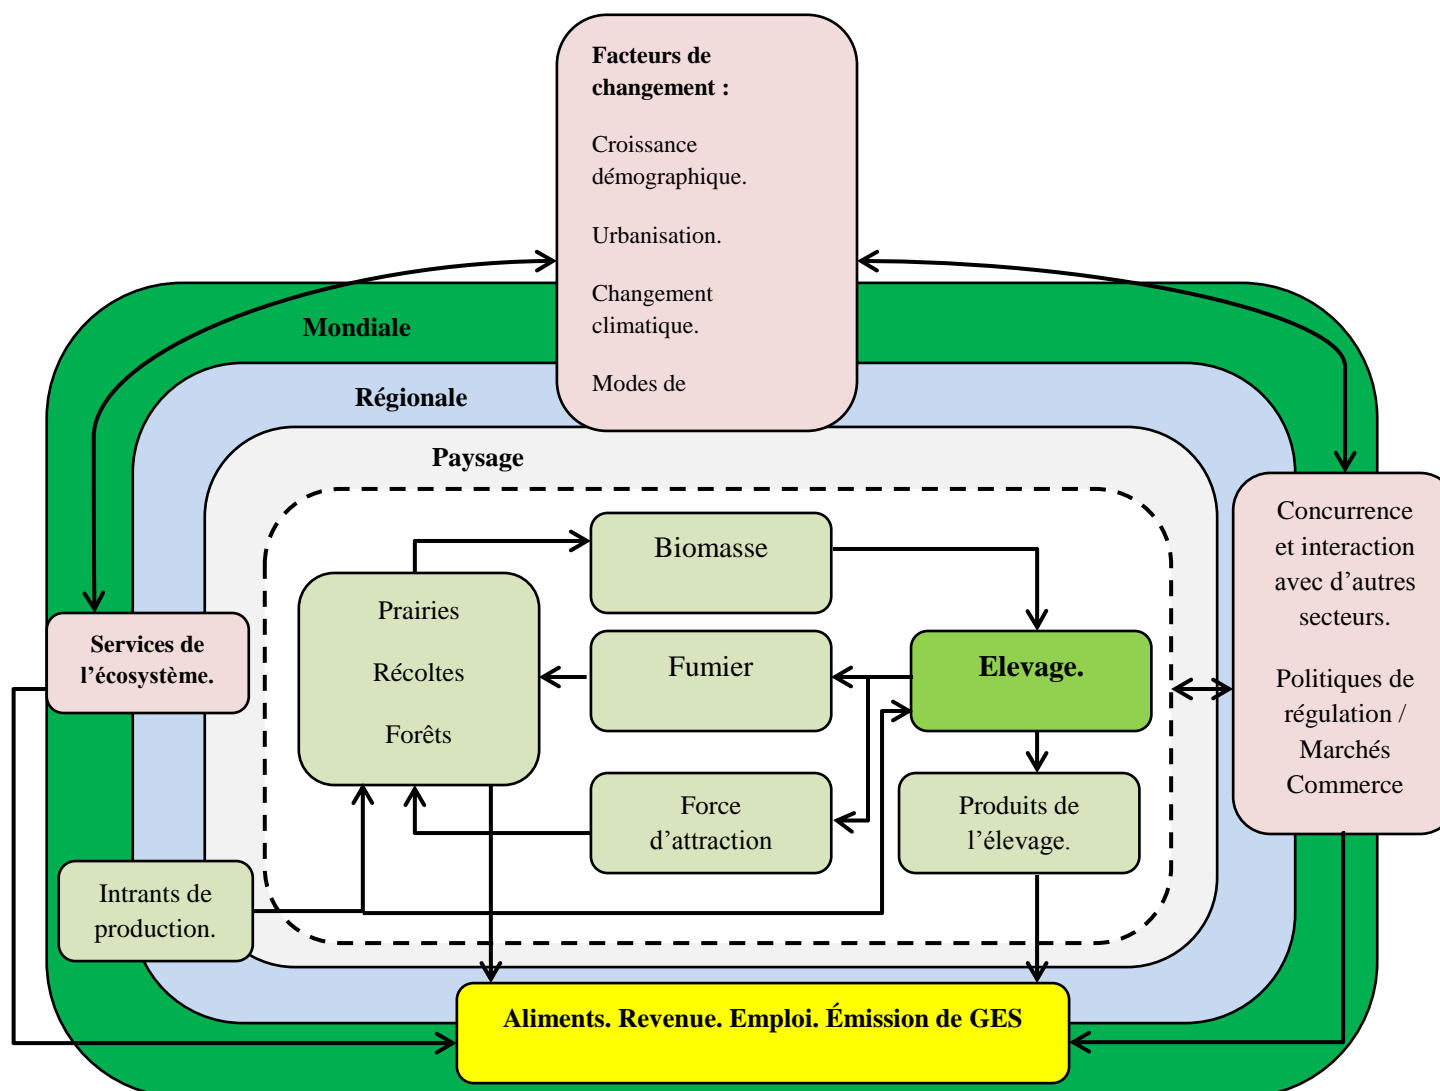 Facteurs de
changement :
Croissance
démographique.
Urbanisation.
Changement
climatique.
Modes de
Mondiale
Régionale
Paysage
Biomasse
Prairies
Récoltes
Forêts
Fumier
Elevage.
Services de
l’écosystème.
Concurrence
et interaction
avec d’autres
secteurs.
Politiques de
régulation /
Marchés
Commerce
Force
d’attraction
Produits de
l’élevage.
Intrants de
production.
Aliments. Revenue. Emploi. Émission de GES